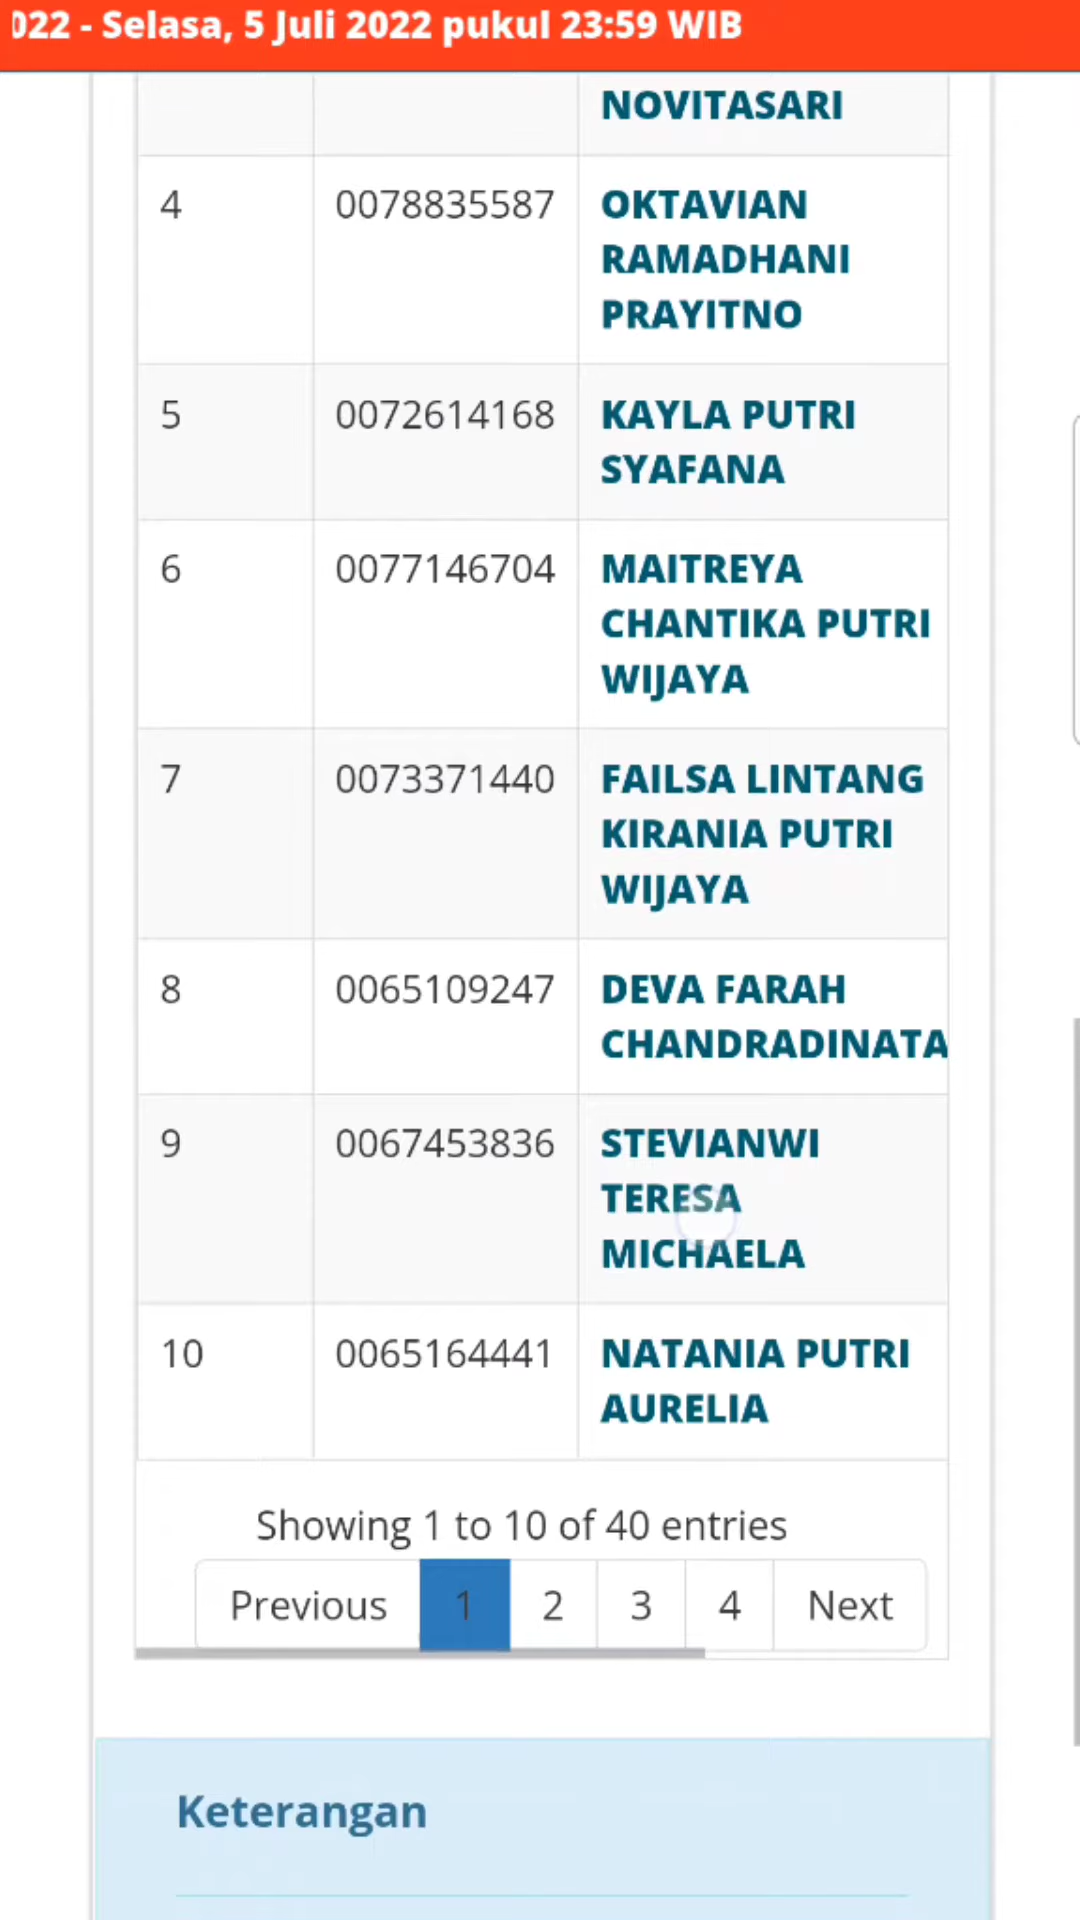 022 - Selasa, 5 Juli 2022 pukul 23:59 WIB
NOVITASARI
4 0078835587 OKTAVIAN
RAMADHANI
PRAYITNO
5 0072614168 KAYLA PUTRI
SYAFANA
6 0077146704 MAITREYA
CHANTIKA PUTRI
WIJAYA
7 0073371440 FAILSA LINTANG
KIRANIA PUTRI
WIJAYA
8 0065109247 DEVA FARAH
CHANDRADINATA
9 0067453836 STEVIANWI
TERESA
MICHAELA
10 0065164441 NATANIA PUTRI
AURELIA
Showing 1 to 10 of 40 entries
Previous 1 2 3 4 Next
Keterangan